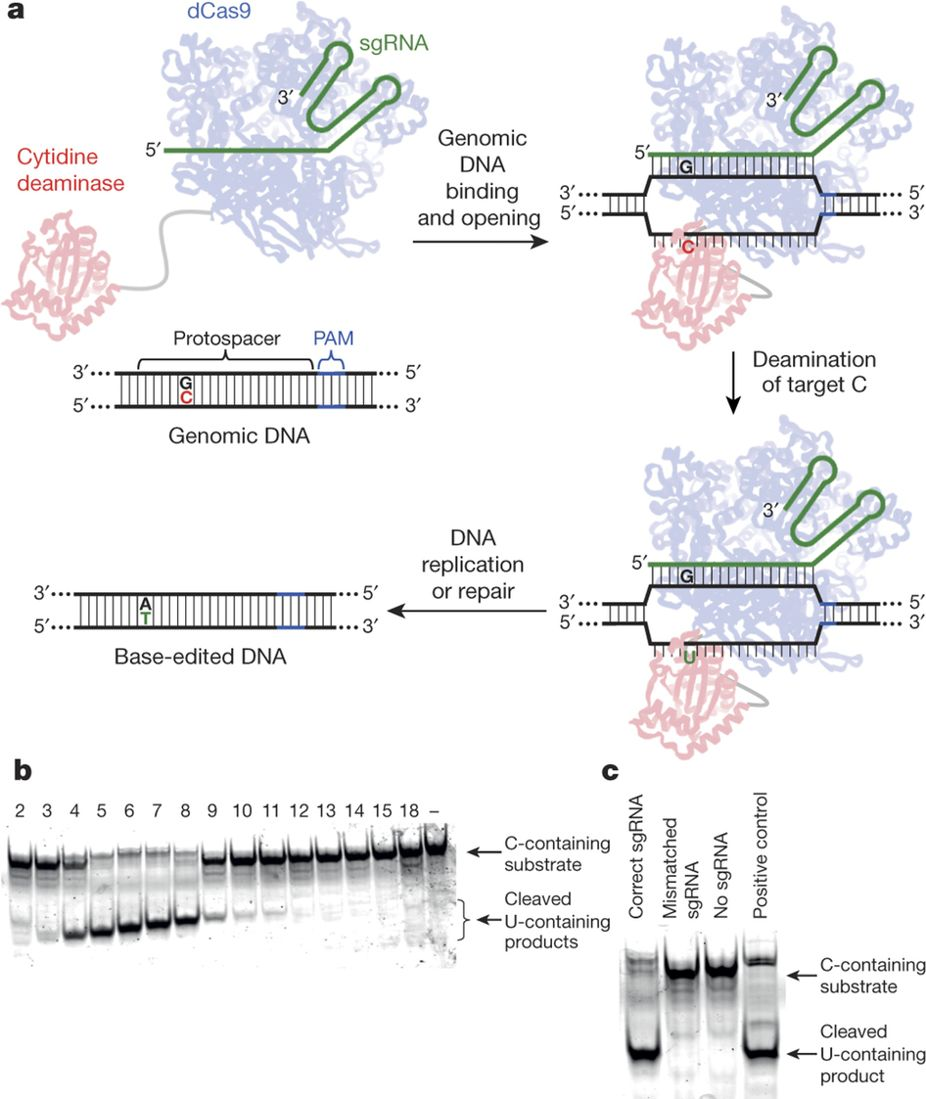 a
dCas9
sgRNA
3′
5′
Cytidine
deaminase
Genomic
DNA
binding
and opening
3′
5′
G
3′
5′
5′
3′
C
Protospacer
PAM
3′
5′
G
C
5′
3′
Genomic DNA
Deamination
of target C
3′
5′
G
3′
5′
5′
3′
U
DNA
replication
or repair
3′
5′
A
T
5′
3′
Base-edited DNA
b
2 3 4 5 6 7 8 9 10 11 12 13 14 15 18 –
C-containing
substrate
Cleaved
U-containing
products
c
Correct sgRNA
Mismatched
sgRNA
No sgRNA
Positive control
C-containing
substrate
Cleaved
U-containing
product